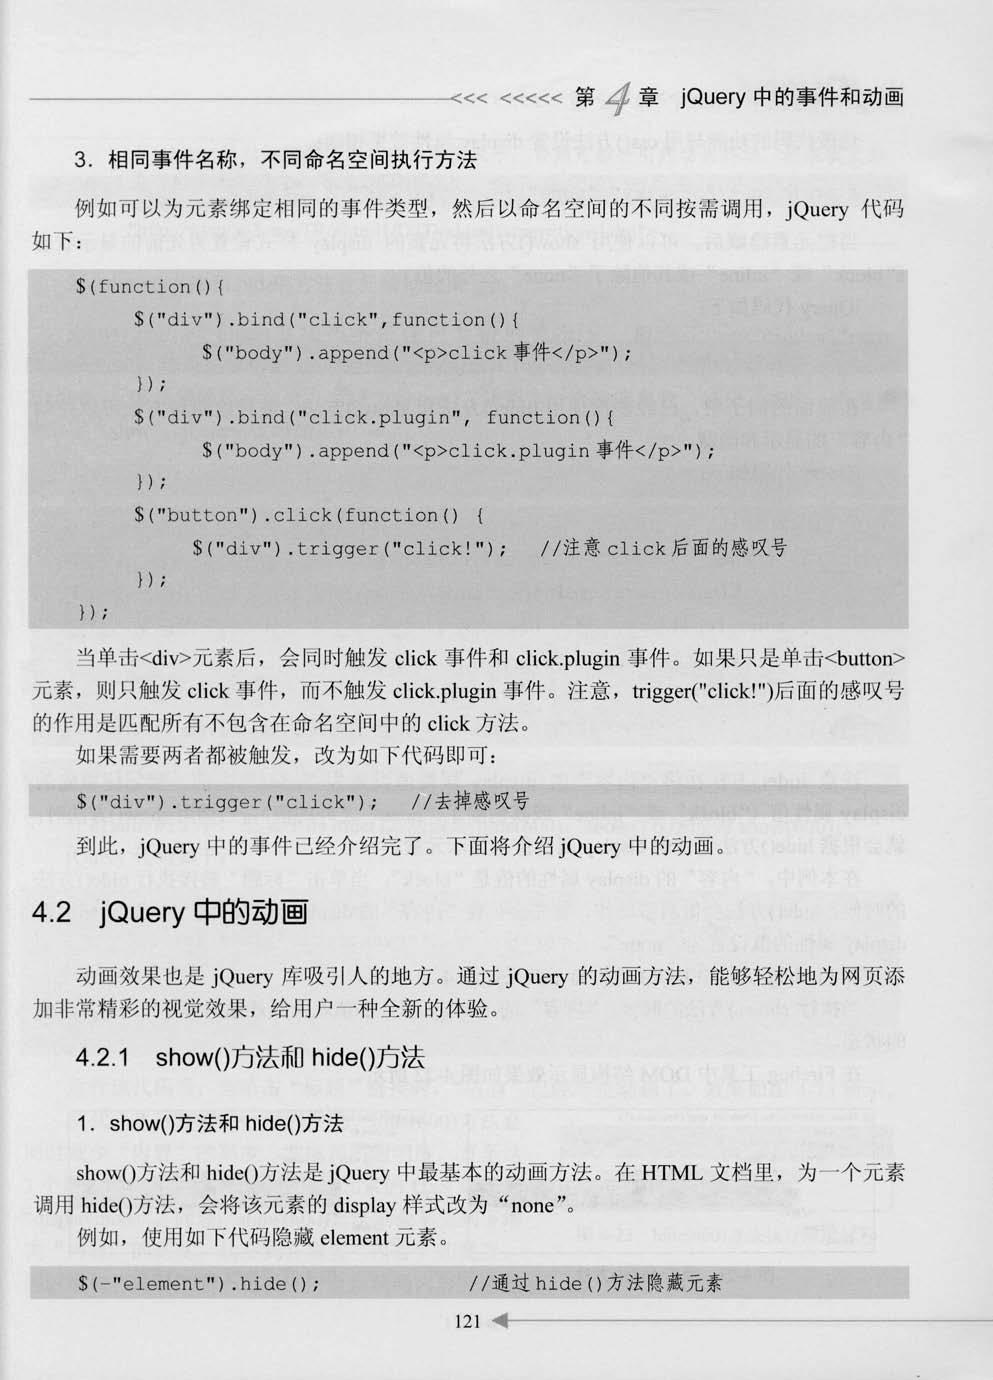 <<< <<<<< 第 4 章 jQuery 中的事件和动画
3．相同事件名称，不同命名空间执行方法
例如可以为元素绑定相同的事件类型，然后以命名空间的不同按需调用，jQuery 代码
如下：
$(function(){
$("div").bind("click",function(){
$("body").append("<p>click 事件</p>");
});
$("div").bind("click.plugin", function(){
$("body").append("<p>click.plugin 事件</p>");
});
$("button").click(function() {
$("div").trigger("click!"); //注意 click 后面的感叹号
});
});
当单击<div>元素后，会同时触发 click 事件和 click.plugin 事件。如果只是单击<button>
元素，则只触发 click 事件，而不触发 click.plugin 事件。注意，trigger("click!")后面的感叹号
的作用是匹配所有不包含在命名空间中的 click 方法。
如果需要两者都被触发，改为如下代码即可：
$("div").trigger("click"); //去掉感叹号
到此，jQuery 中的事件已经介绍完了。下面将介绍 jQuery 中的动画。
4.2 jQuery 中的动画
动画效果也是 jQuery 库吸引人的地方。通过 jQuery 的动画方法，能够轻松地为网页添
加非常精彩的视觉效果，给用户一种全新的体验。
4.2.1 show()方法和 hide()方法
1．show()方法和 hide()方法
show()方法和 hide()方法是 jQuery 中最基本的动画方法。在 HTML 文档里，为一个元素
调用 hide()方法，会将该元素的 display 样式改为“none”。
例如，使用如下代码隐藏 element 元素。
$(-"element").hide(); //通过 hide()方法隐藏元素
121